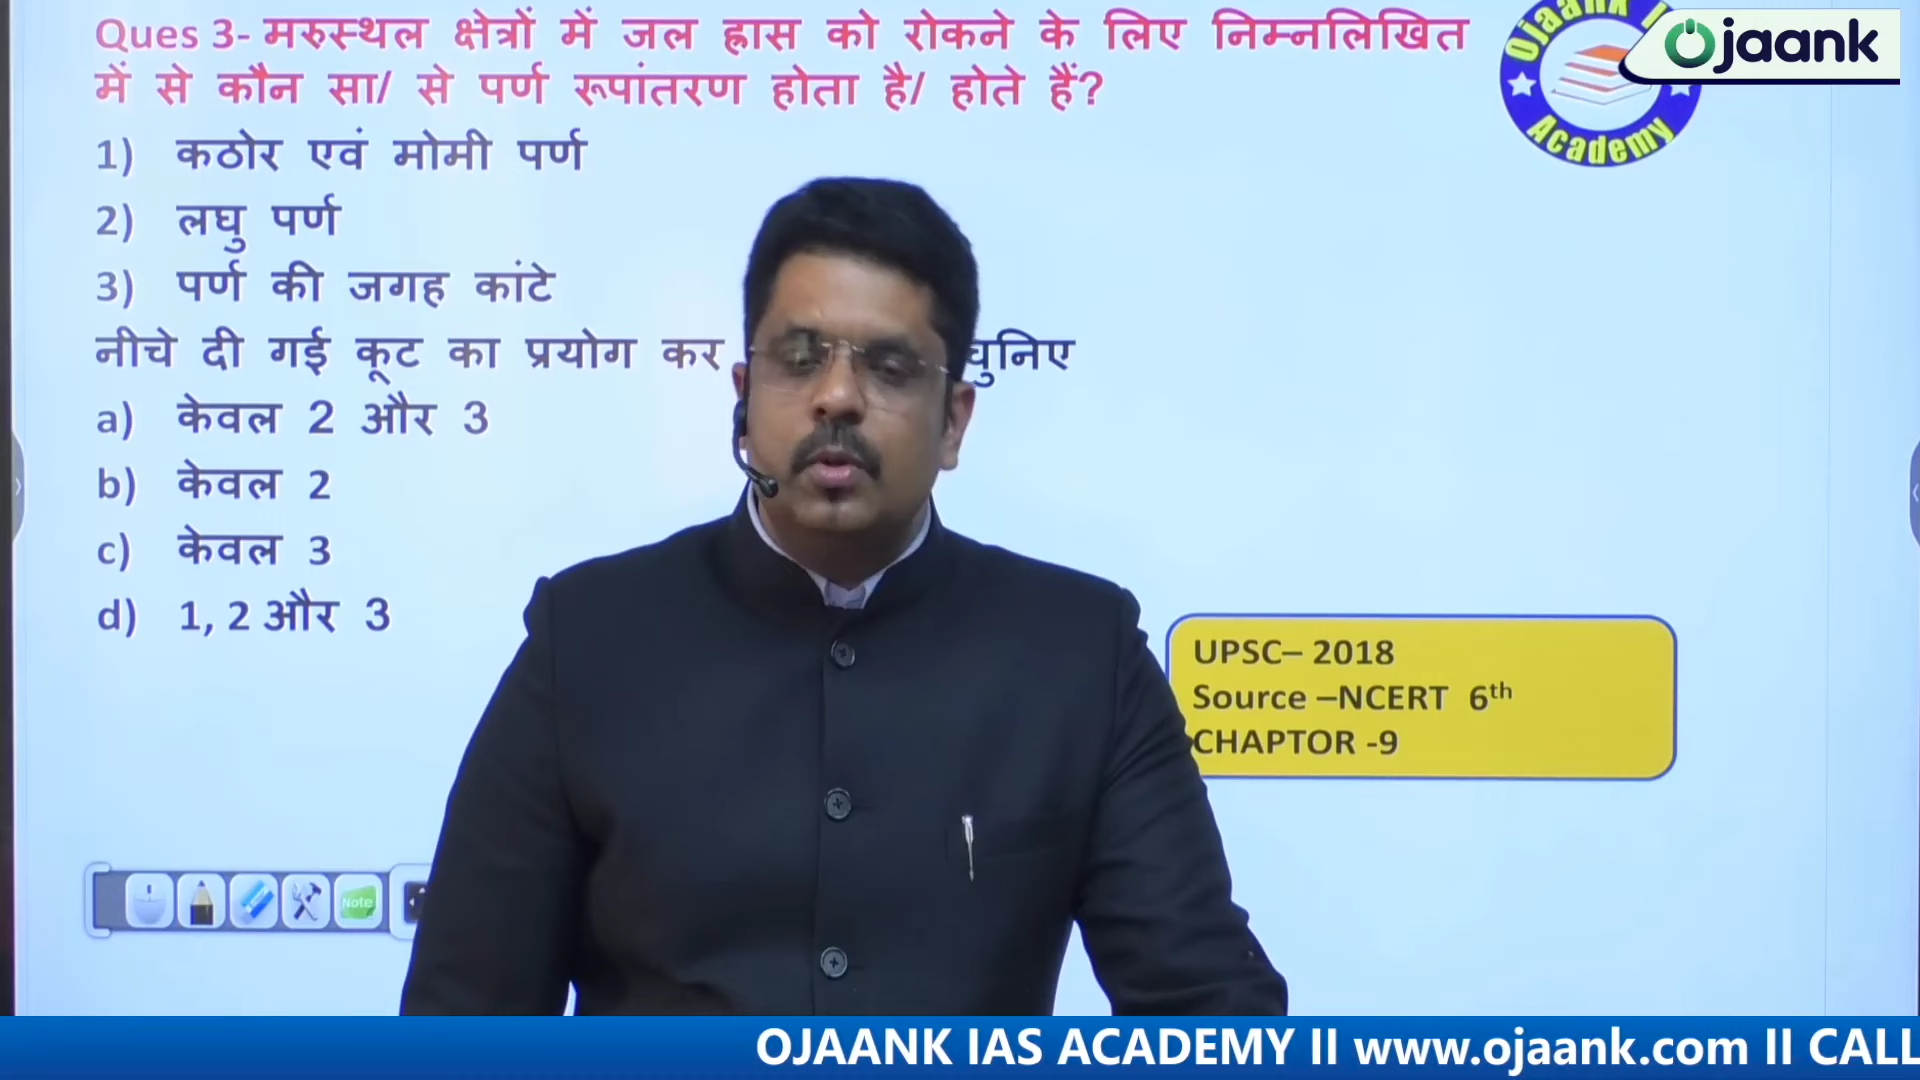 Ques 3- मरुस्थल क्षेत्रों में जल ह्रास को रोकने के लिए निम्नलिखित
में से कौन सा/ से पर्ण रूपांतरण होता है/ होते हैं?
1) कठोर एवं मोमी पर्ण
2) लघु पर्ण
3) पर्ण की जगह कांटे
नीचे दी गई कूट का प्रयोग कर चुनिए
a) केवल 2 और 3
b) केवल 2
c) केवल 3
d) 1, 2 और 3
Ojaank
Academy
Ojaank
UPSC– 2018
Source –NCERT 6th
CHAPTOR -9
Note
OJAANK IAS ACADEMY II www.ojaank.com II CALL